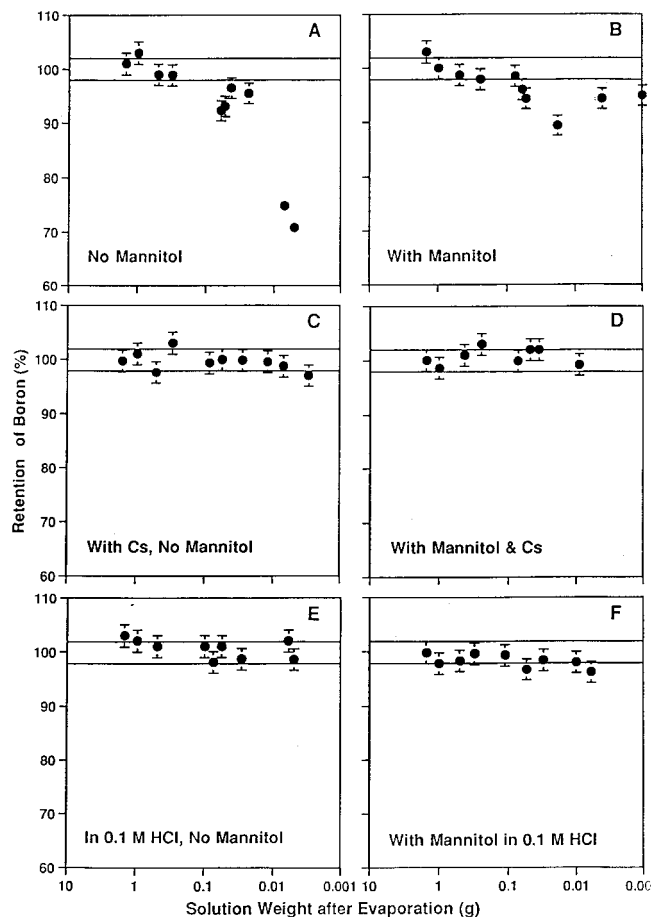 110
100
90
80
70
60
A
No Mannitol
B
With Mannitol
110
100
90
80
70
60
C
With Cs, No Mannitol
D
With Mannitol & Cs
110
100
90
80
70
60
E
In 0.1 M HCl, No Mannitol
F
With Mannitol in 0.1 M HCl
10 1 0.1 0.01 0.001
10 1 0.1 0.01 0.00
Retention of Boron (%)
Solution Weight after Evaporation (g)